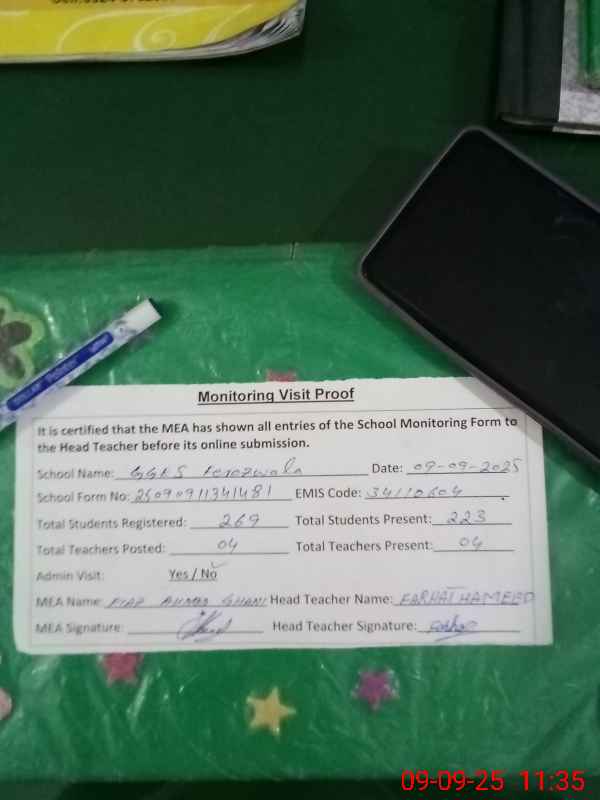 Monitoring Visit Proof
It is certified that the MEA has shown all entries of the School Monitoring Form to
the Head Teacher before its online submission.
School Name: Date: 09-09-2025
School Form No: EMIS Code: 34110604
Total Students Registered: 269 Total Students Present: 223
Total Teachers Posted: 04 Total Teachers Present: 04
Admin Visit: Yes / No
MEA Name: AHMED GHANI Head Teacher Name: FARHAT HAMEED
MEA Signature: Head Teacher Signature:
09-09-25 11:35